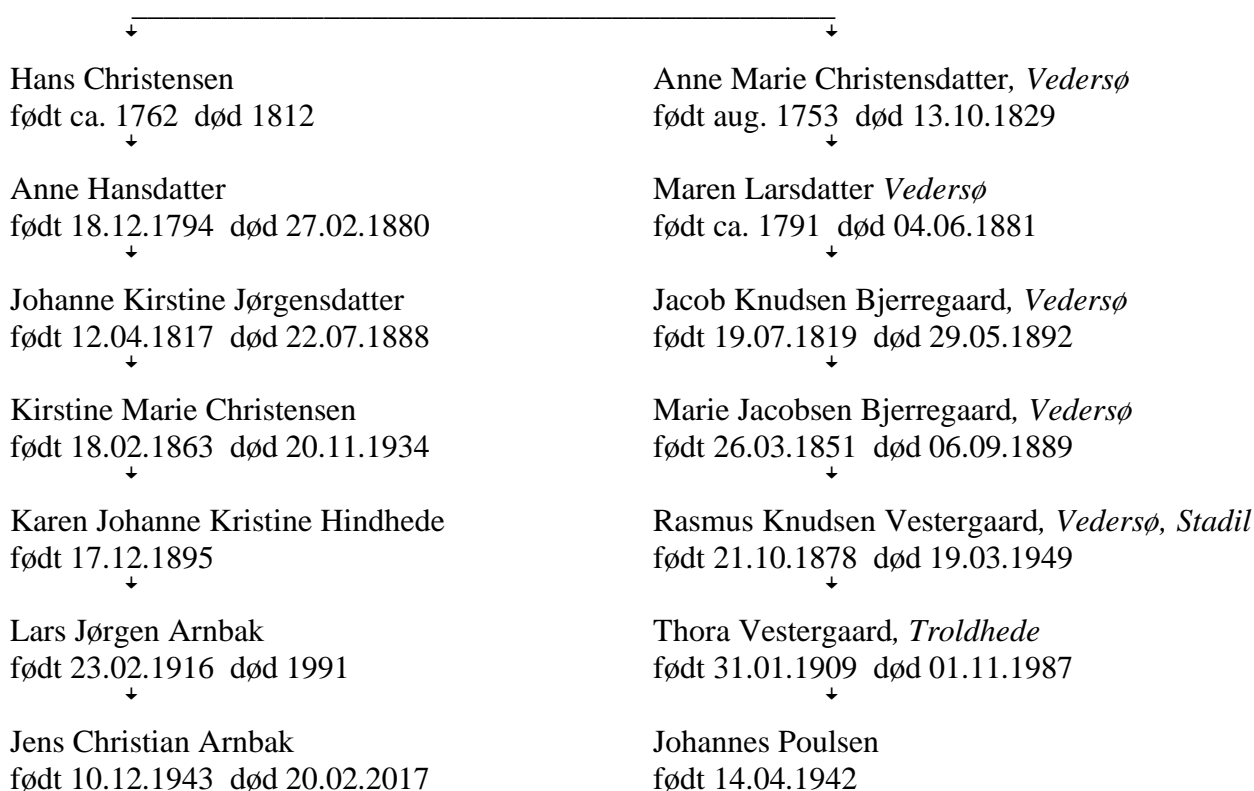 Hans Christensen
født ca. 1762 død 1812
Anne Marie Christensdatter, Vedersø
født aug. 1753 død 13.10.1829
Anne Hansdatter
født 18.12.1794 død 27.02.1880
Maren Larsdatter Vedersø
født ca. 1791 død 04.06.1881
Johanne Kirstine Jørgensdatter
født 12.04.1817 død 22.07.1888
Jacob Knudsen Bjerregaard, Vedersø
født 19.07.1819 død 29.05.1892
Kirstine Marie Christensen
født 18.02.1863 død 20.11.1934
Marie Jacobsen Bjerregaard, Vedersø
født 26.03.1851 død 06.09.1889
Karen Johanne Kristine Hindhede
født 17.12.1895
Rasmus Knudsen Vestergaard, Vedersø, Stadil
født 21.10.1878 død 19.03.1949
Lars Jørgen Arnbak
født 23.02.1916 død 1991
Thora Vestergaard, Troldhede
født 31.01.1909 død 01.11.1987
Jens Christian Arnbak
født 10.12.1943 død 20.02.2017
Johannes Poulsen
født 14.04.1942